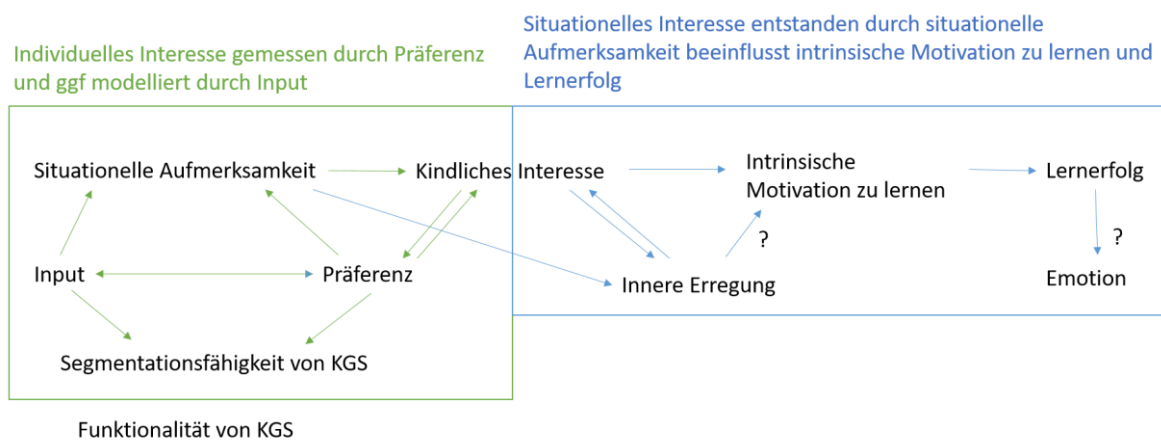 Situationelles Interesse entstanden durch situationelle
Aufmerksamkeit beeinflusst intrinsische Motivation zu lernen und
Lernerfolg
Individuelles Interesse gemessen durch Präferenz
und ggf modelliert durch Input
Situationelle Aufmerksamkeit
Kindliches Interesse
Intrinsische
Motivation zu lernen
Lernerfolg
?
?
Input
Präferenz
Innere Erregung
Emotion
Segmentationsfähigkeit von KGS
Funktionalität von KGS